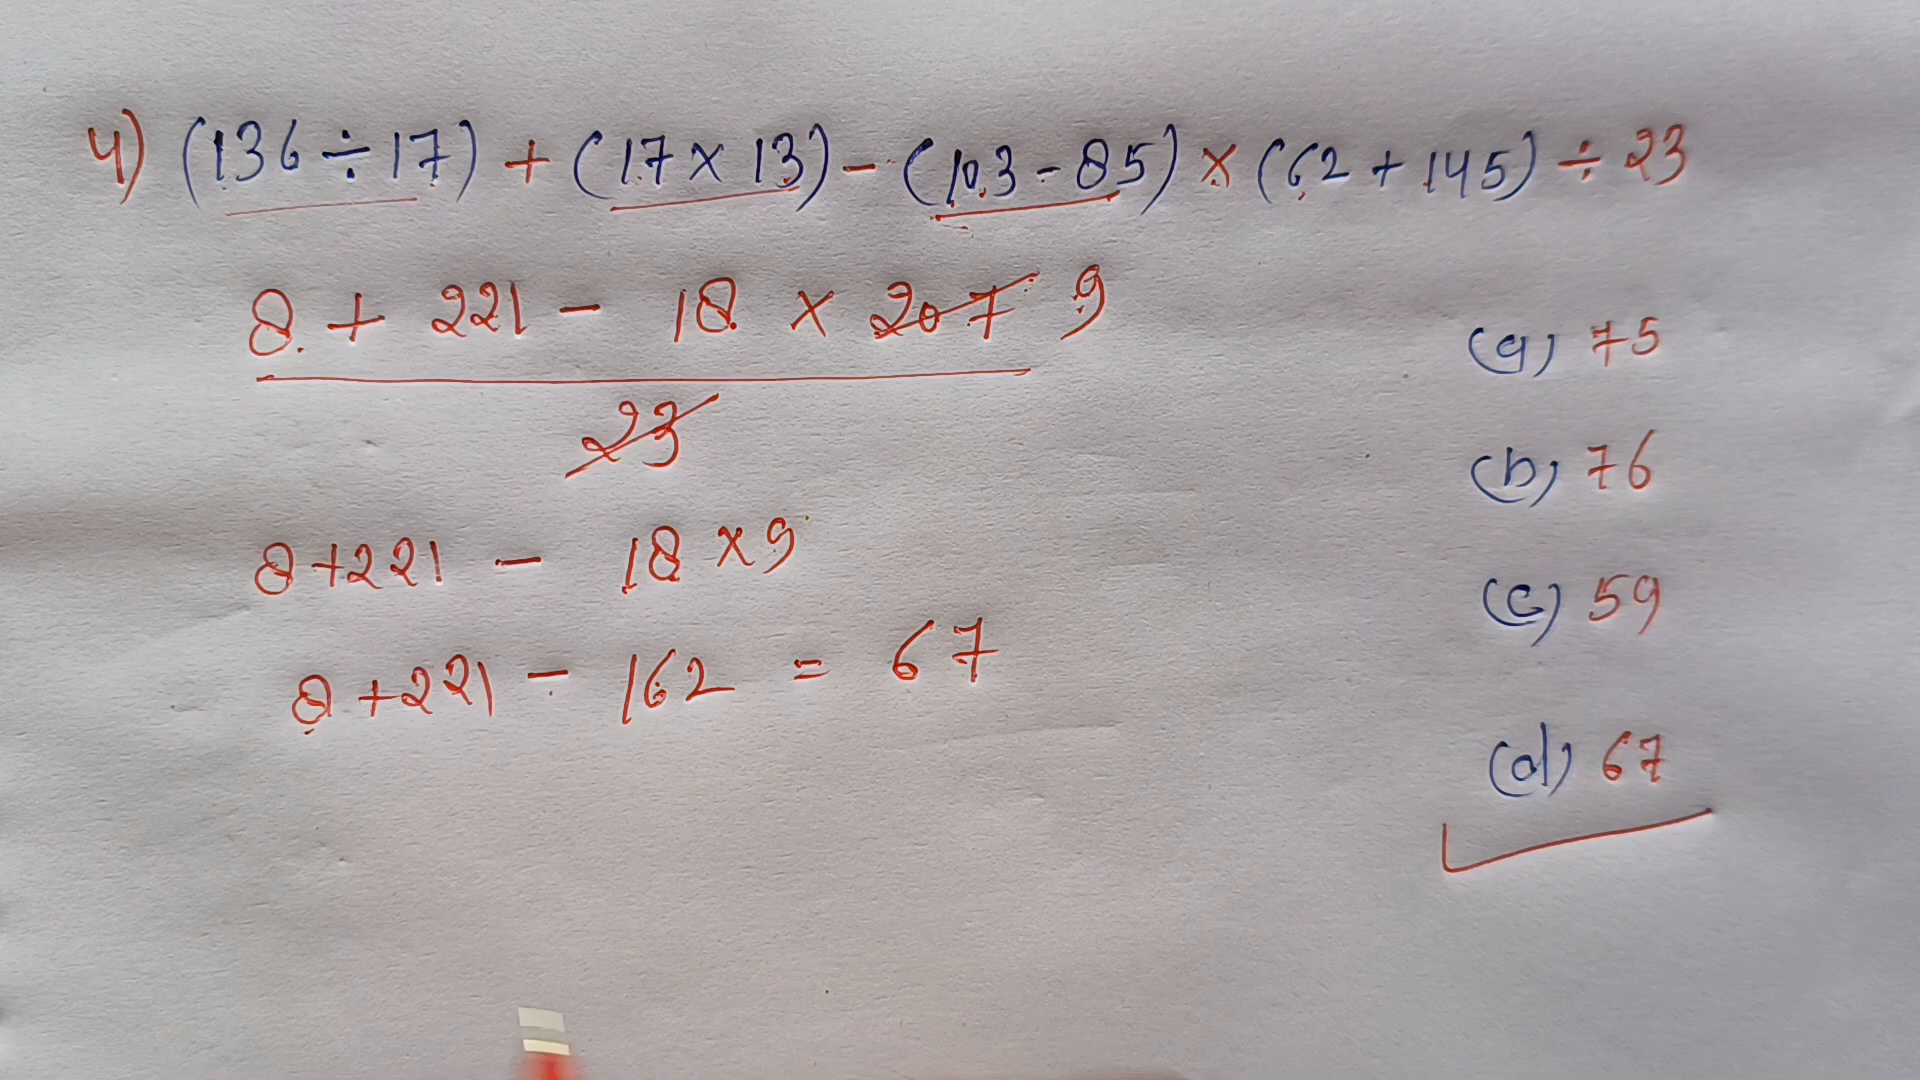 4) (136 ÷ 17) + (17 × 13) - (103 - 85) × (62 + 145) ÷ 23
8 + 221 - 18 × 207 9
23
8 + 221 - 18 × 9
8 + 221 - 162 = 67
(a) 75
(b) 76
(c) 59
(d) 67